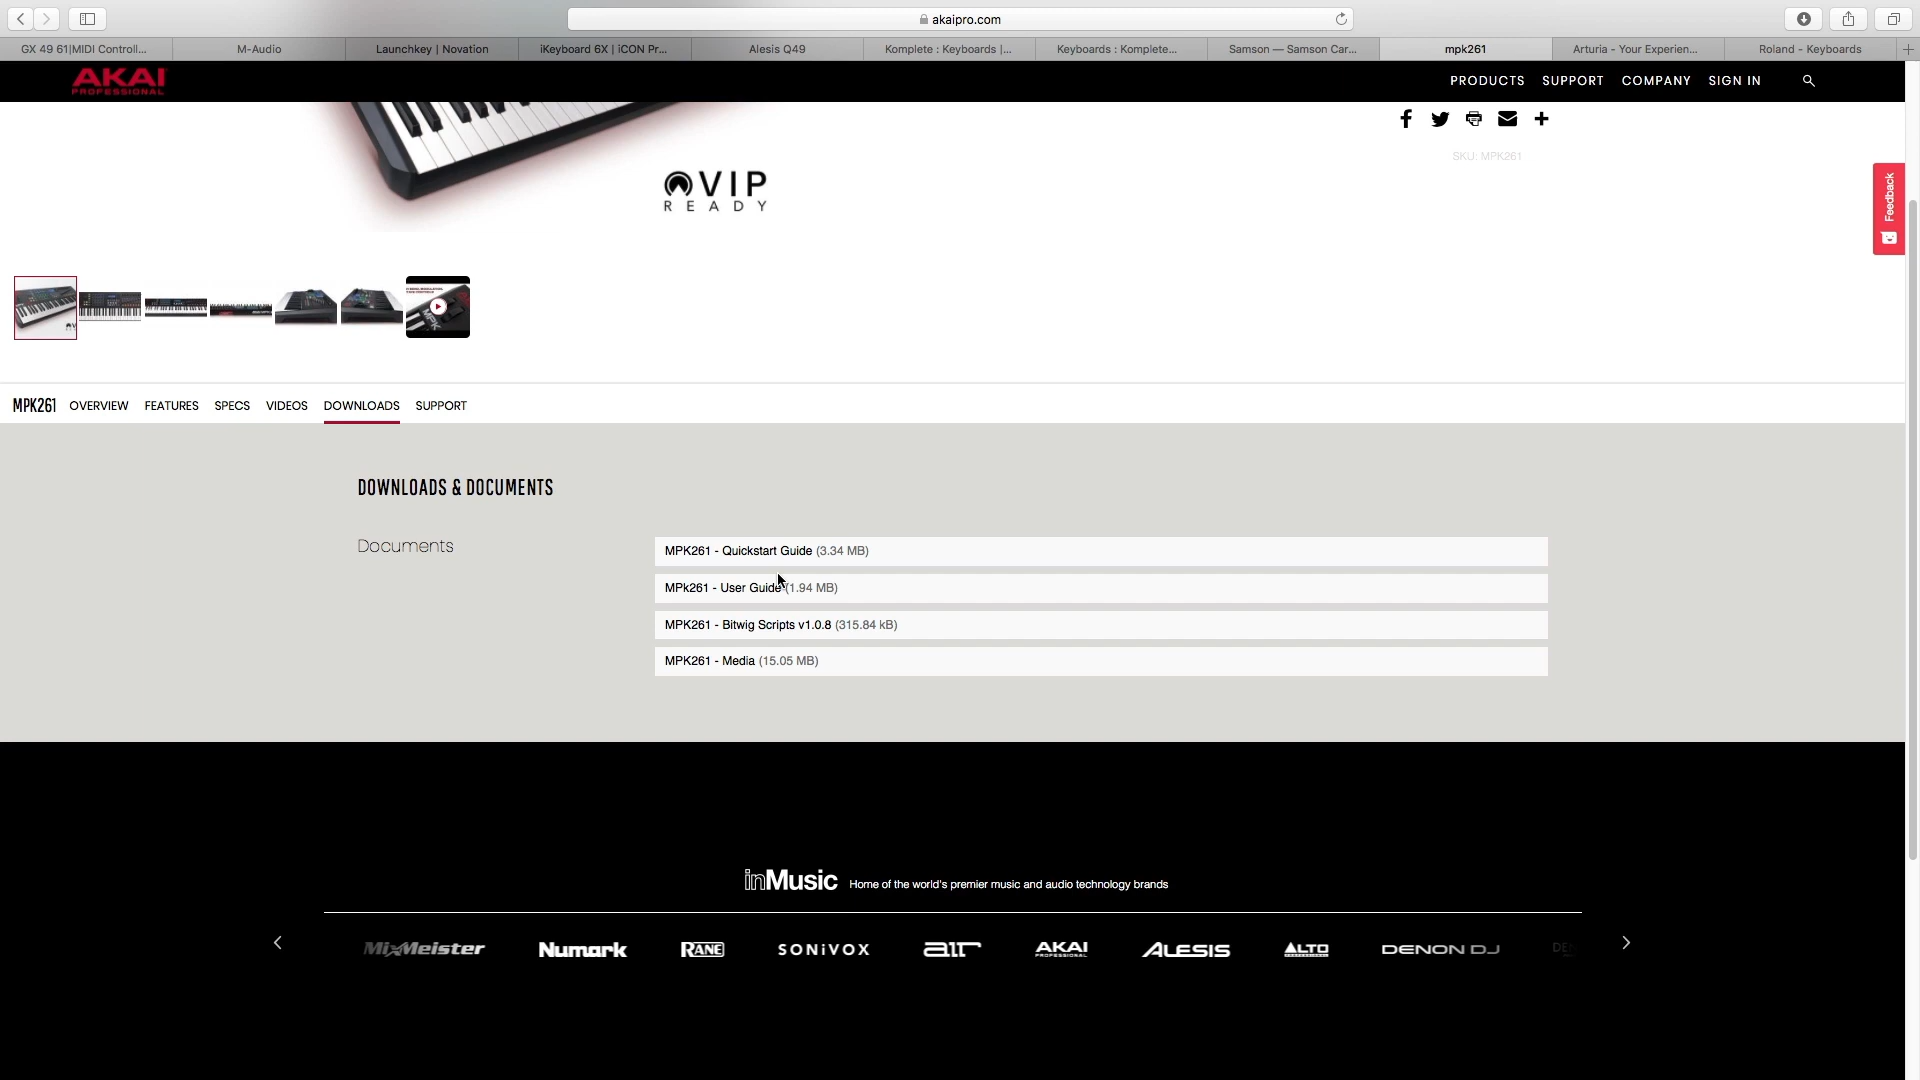 akaipro.com
GX 49 61|MIDI Controll...
M-Audio
Launchkey | Novation
iKeyboard 6X | iCON Pr...
Alesis Q49
Komplete : Keyboards |...
Keyboards : Komplete...
Samson — Samson Car...
mpk261
Arturia - Your Experien...
Roland - Keyboards
AKAI
PROFESSIONAL
PRODUCTS SUPPORT COMPANY SIGN IN
VIP
READY
SKU: MPK261
Feedback
MPK261 OVERVIEW FEATURES SPECS VIDEOS DOWNLOADS SUPPORT
DOWNLOADS & DOCUMENTS
Documents
MPK261 - Quickstart Guide (3.34 MB)
MPk261 - User Guide (1.94 MB)
MPK261 - Bitwig Scripts v1.0.8 (315.84 kB)
MPK261 - Media (15.05 MB)
inMusic Home of the world's premier music and audio technology brands
MixMeister
Numark
RANE
SONiVOX
air
AKAI
PROFESSIONAL
ALESIS
ALTO
PROFESSIONAL
DENON DJ